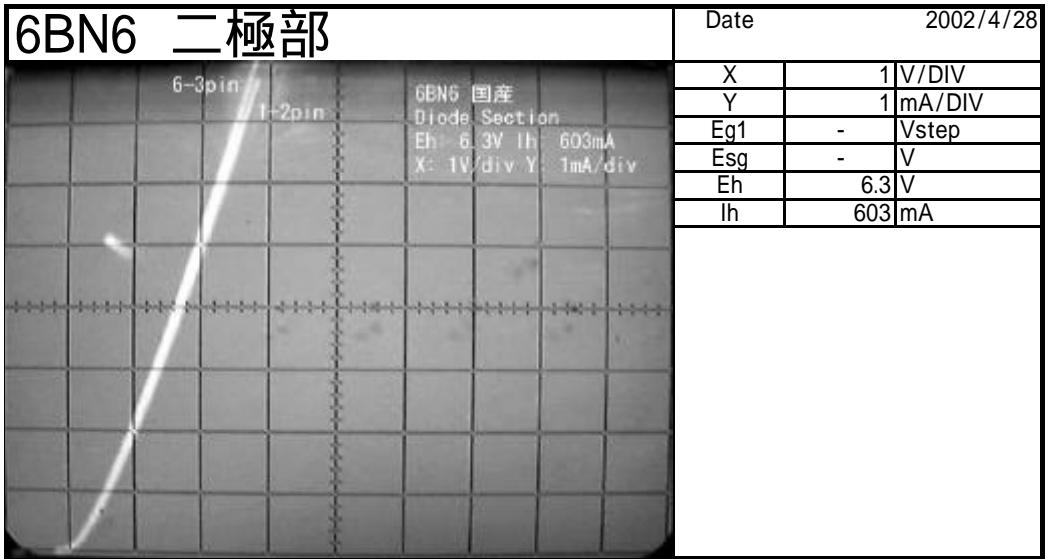 6BN6 二極部
Date 2002/4/28
6-3pin
1-2pin
6BN6 国産
Diode Section
Eh: 6.3V Ih: 603mA
X: 1V/div Y: 1mA/div
X 1 V/DIV
Y 1 mA/DIV
Eg1 - Vstep
Esg - V
Eh 6.3 V
Ih 603 mA